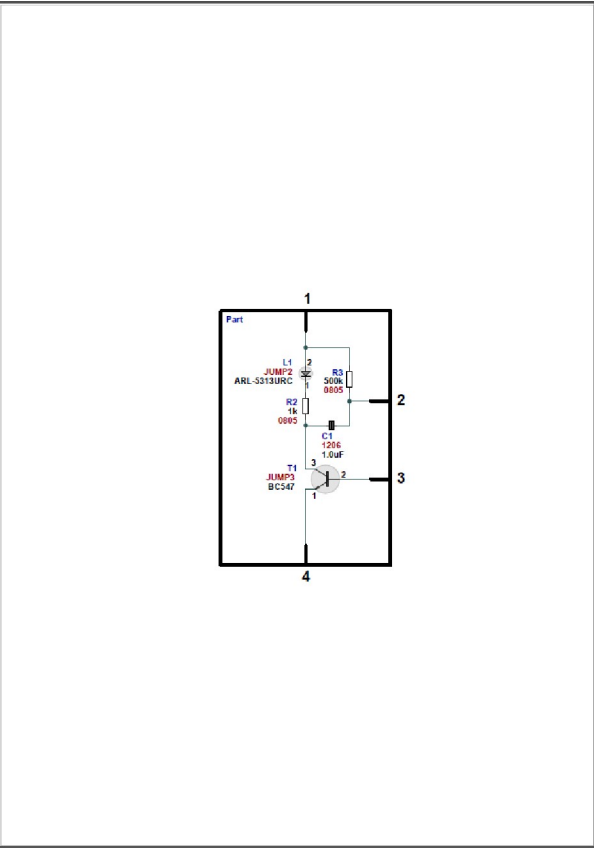 1
Part
L1
2
JUMP2
R3
ARL-5313URC
500k
1
0805
R2
2
1k
0805
C1
1206
1.0uF
T1
3
JUMP3
2
3
BC547
1
4